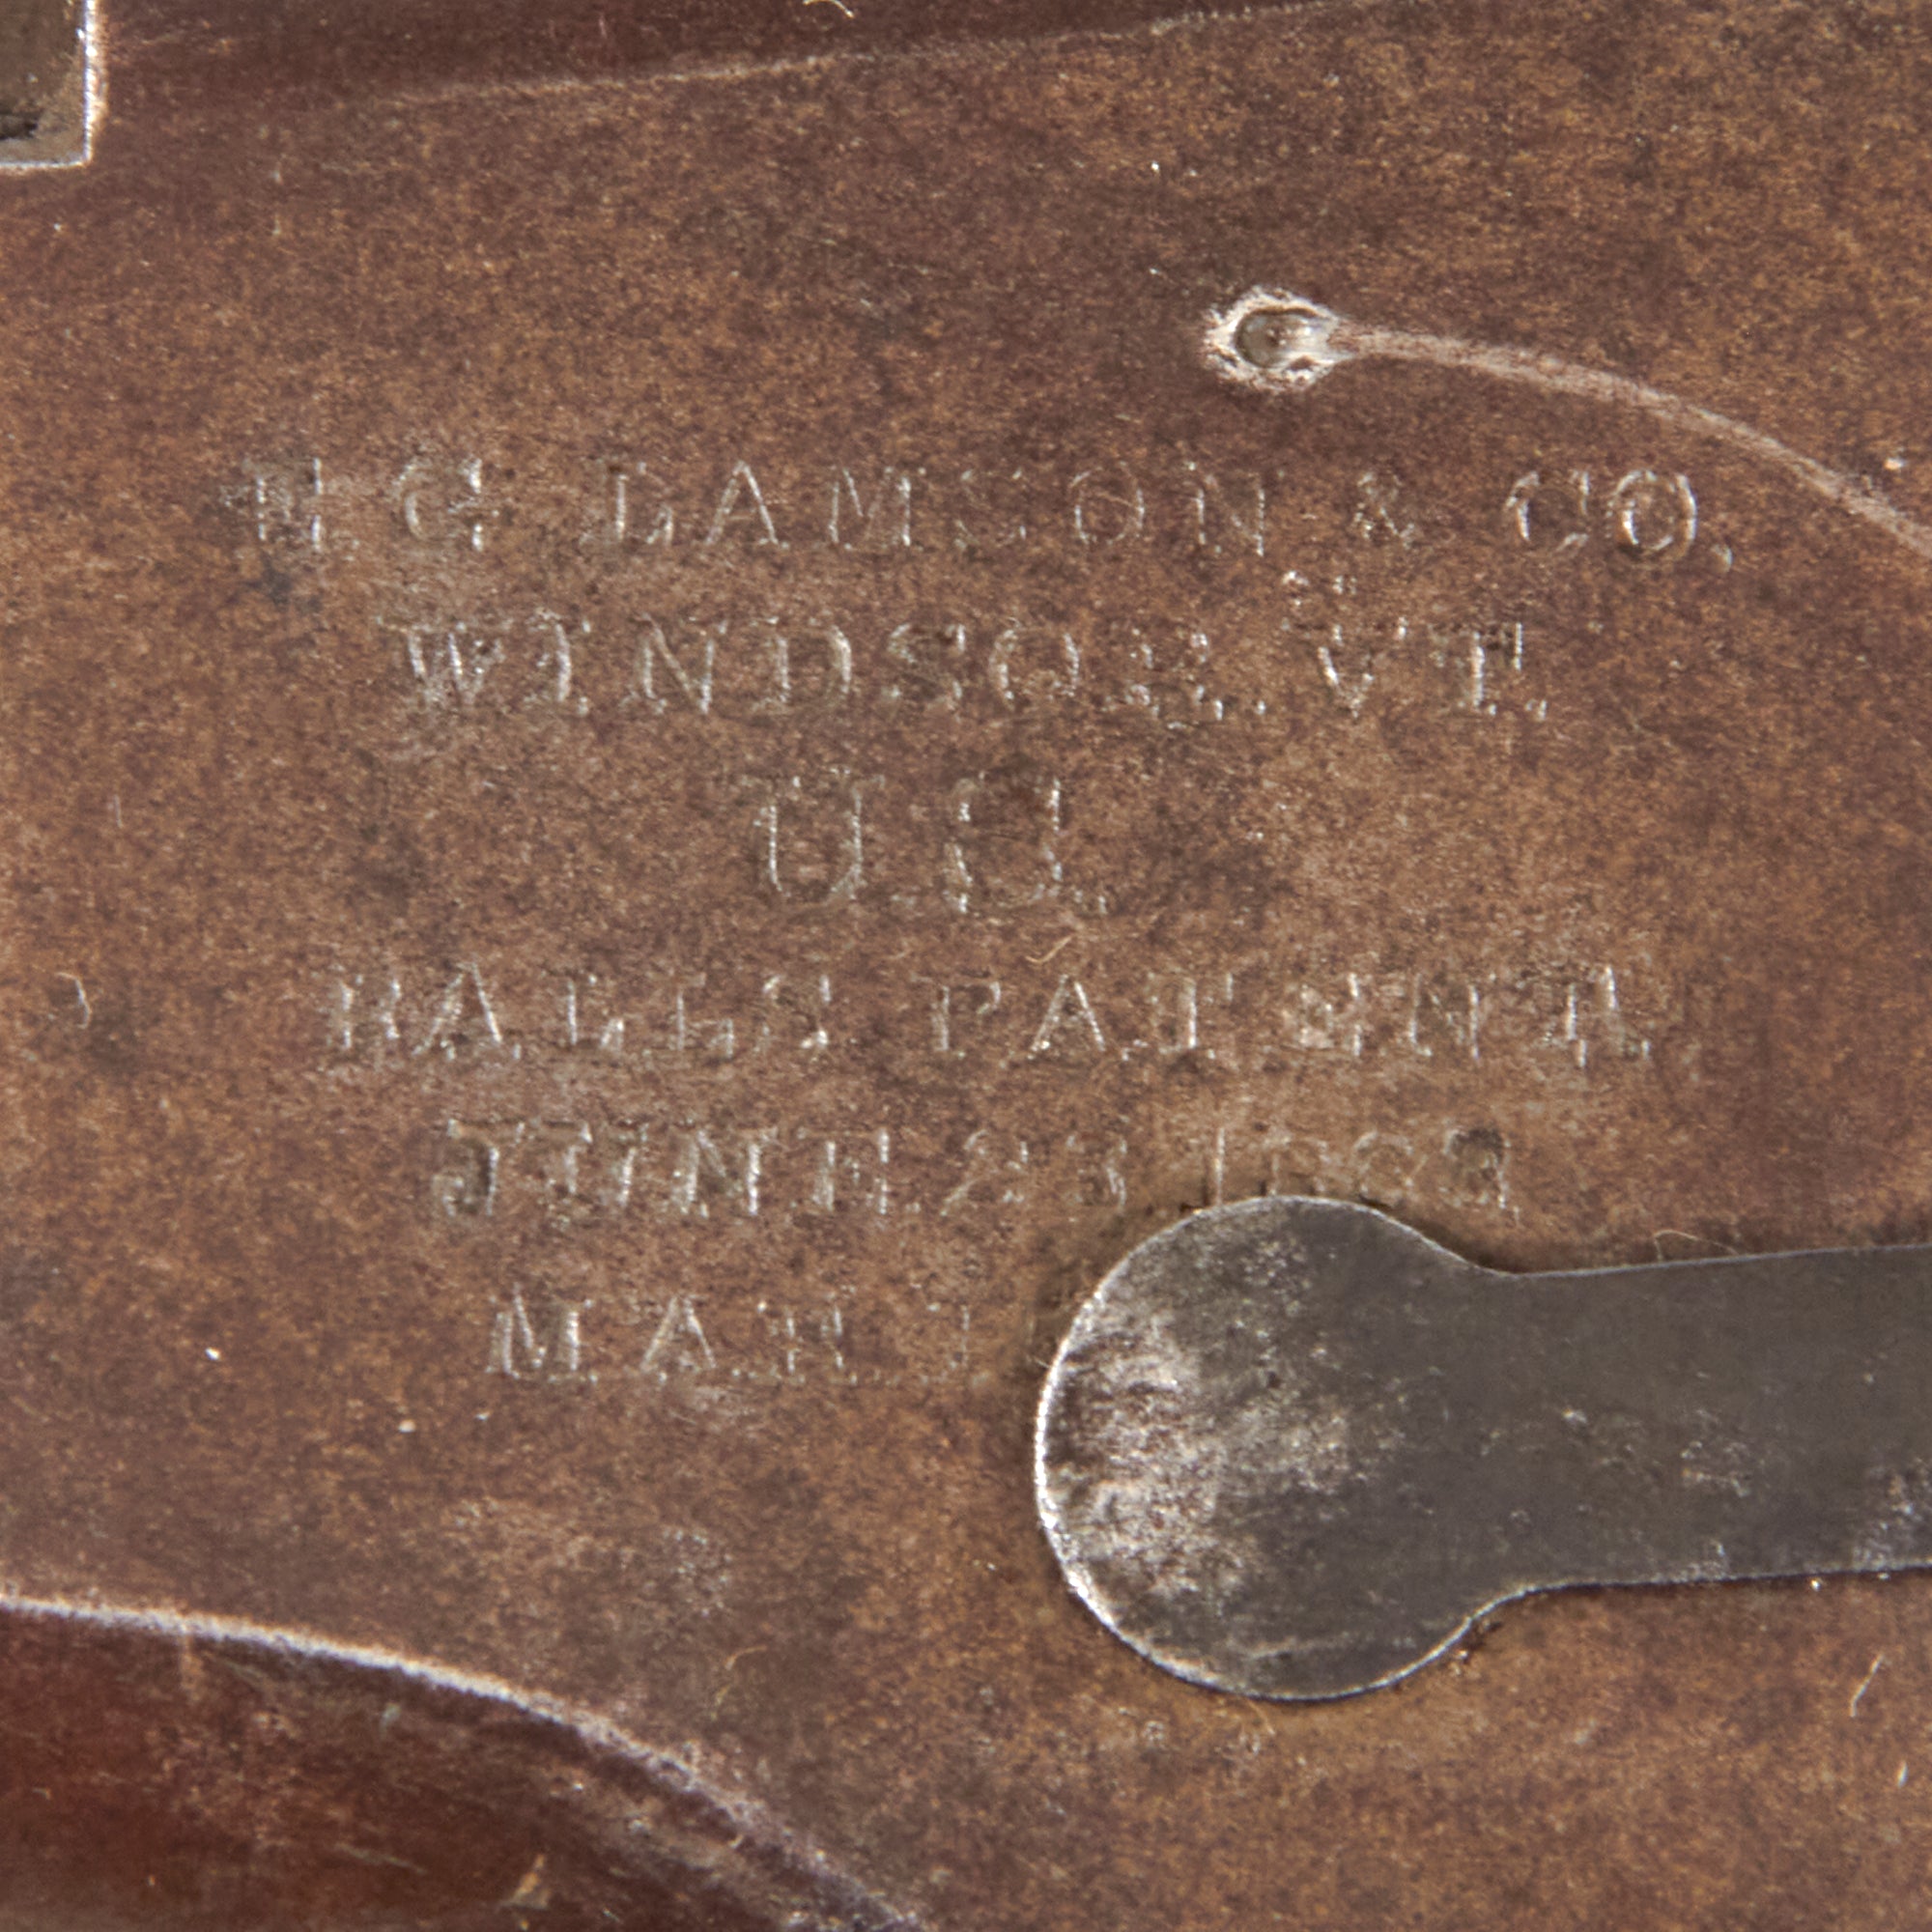 E. G. LAMSON & CO.
WINDSOR. VT.
U.S.
BALLS PATENT.
JUNE. 23 1863
MAR. 1